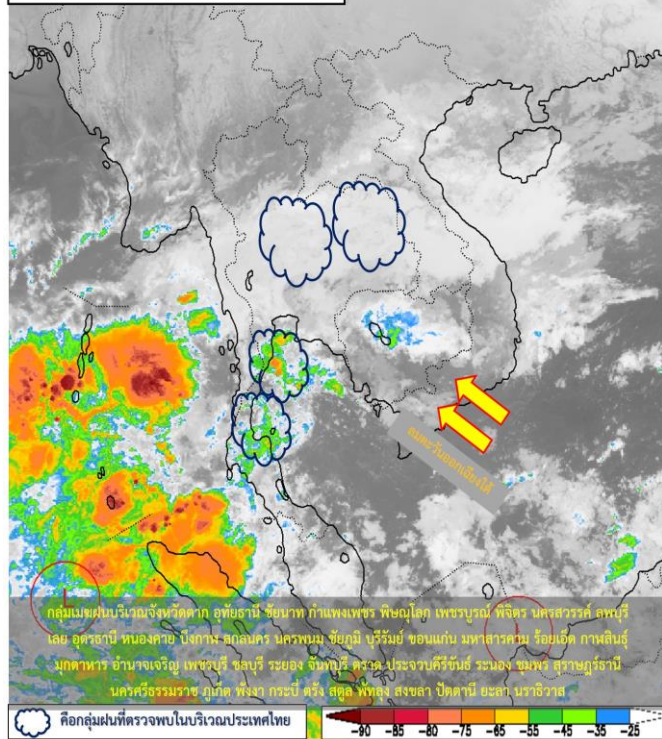 ลมตะวันออกเฉียงใต้
L
L
กลุ่มเมฆฝนบริเวณจังหวัดตาก อุทัยธานี ชัยนาท กำแพงเพชร พิษณุโลก เพชรบูรณ์ พิจิตร นครสวรรค์ ลพบุรี
เลย อุดรธานี หนองคาย บึงกาฬ สกลนคร นครพนม ชัยภูมิ บุรีรัมย์ ขอนแก่น มหาสารคาม ร้อยเอ็ด กาฬสินธุ์
มุกดาหาร อำนาจเจริญ เพชรบุรี ชลบุรี ระยอง จันทบุรี ตราด ประจวบคีรีขันธ์ ระนอง ชุมพร สุราษฎร์ธานี
นครศรีธรรมราช ภูเก็ต พังงา กระบี่ ตรัง สตูล พัทลุง สงขลา ปัตตานี ยะลา นราธิวาส
คือกลุ่มฝนที่ตรวจพบในบริเวณประเทศไทย
-90 -85 -80 -75 -65 -55 -45 -35 -25